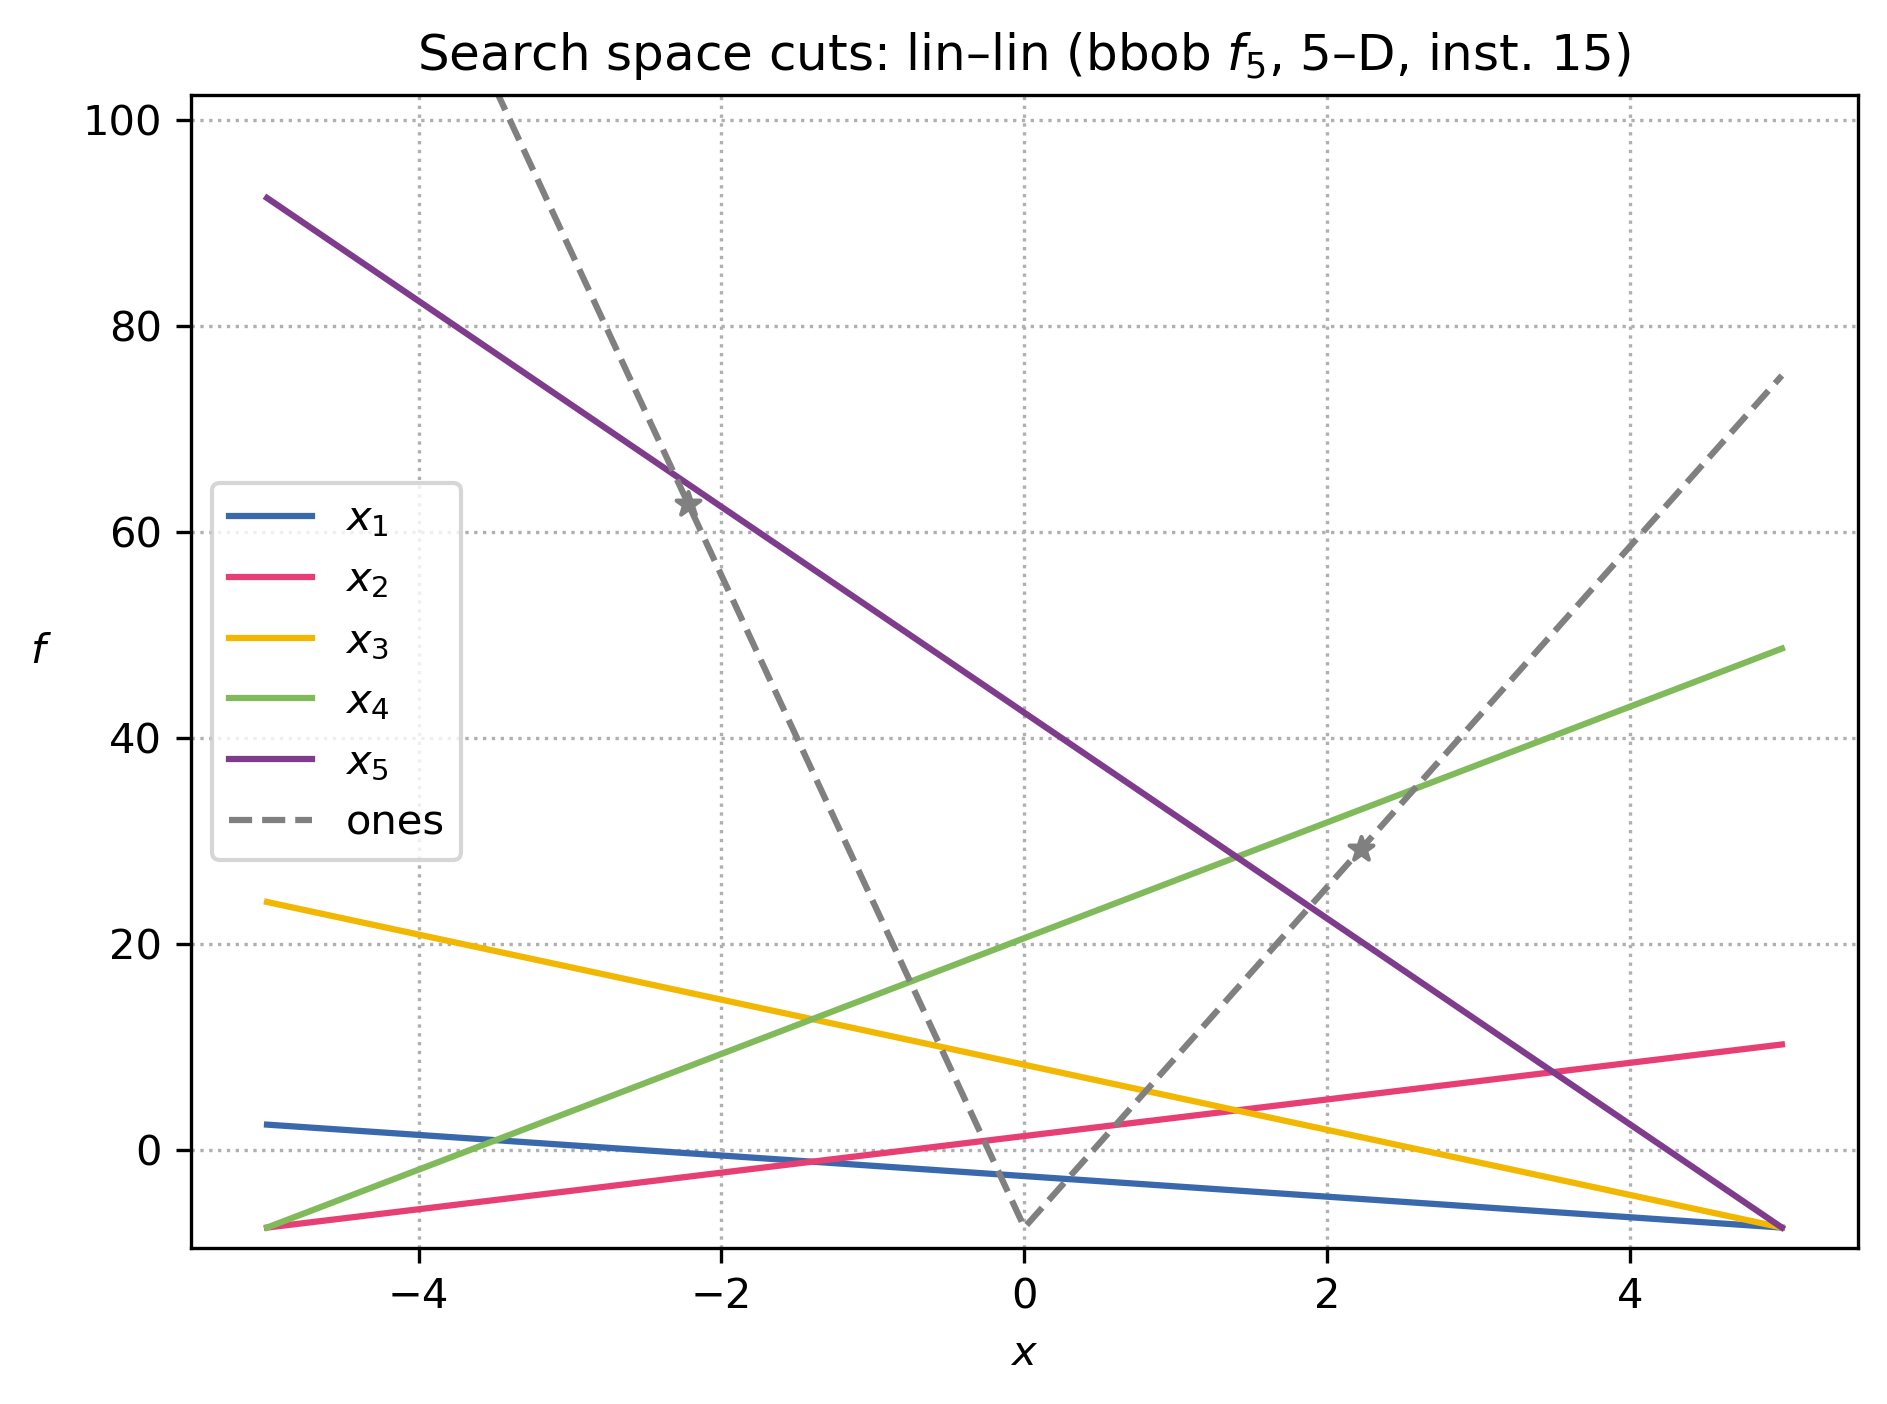 Search space cuts: lin–lin (bbob f₅, 5–D, inst. 15)
100
80
60
40
20
0
f
x₁
x₂
x₃
x₄
x₅
ones
−4
−2
0
2
4
x